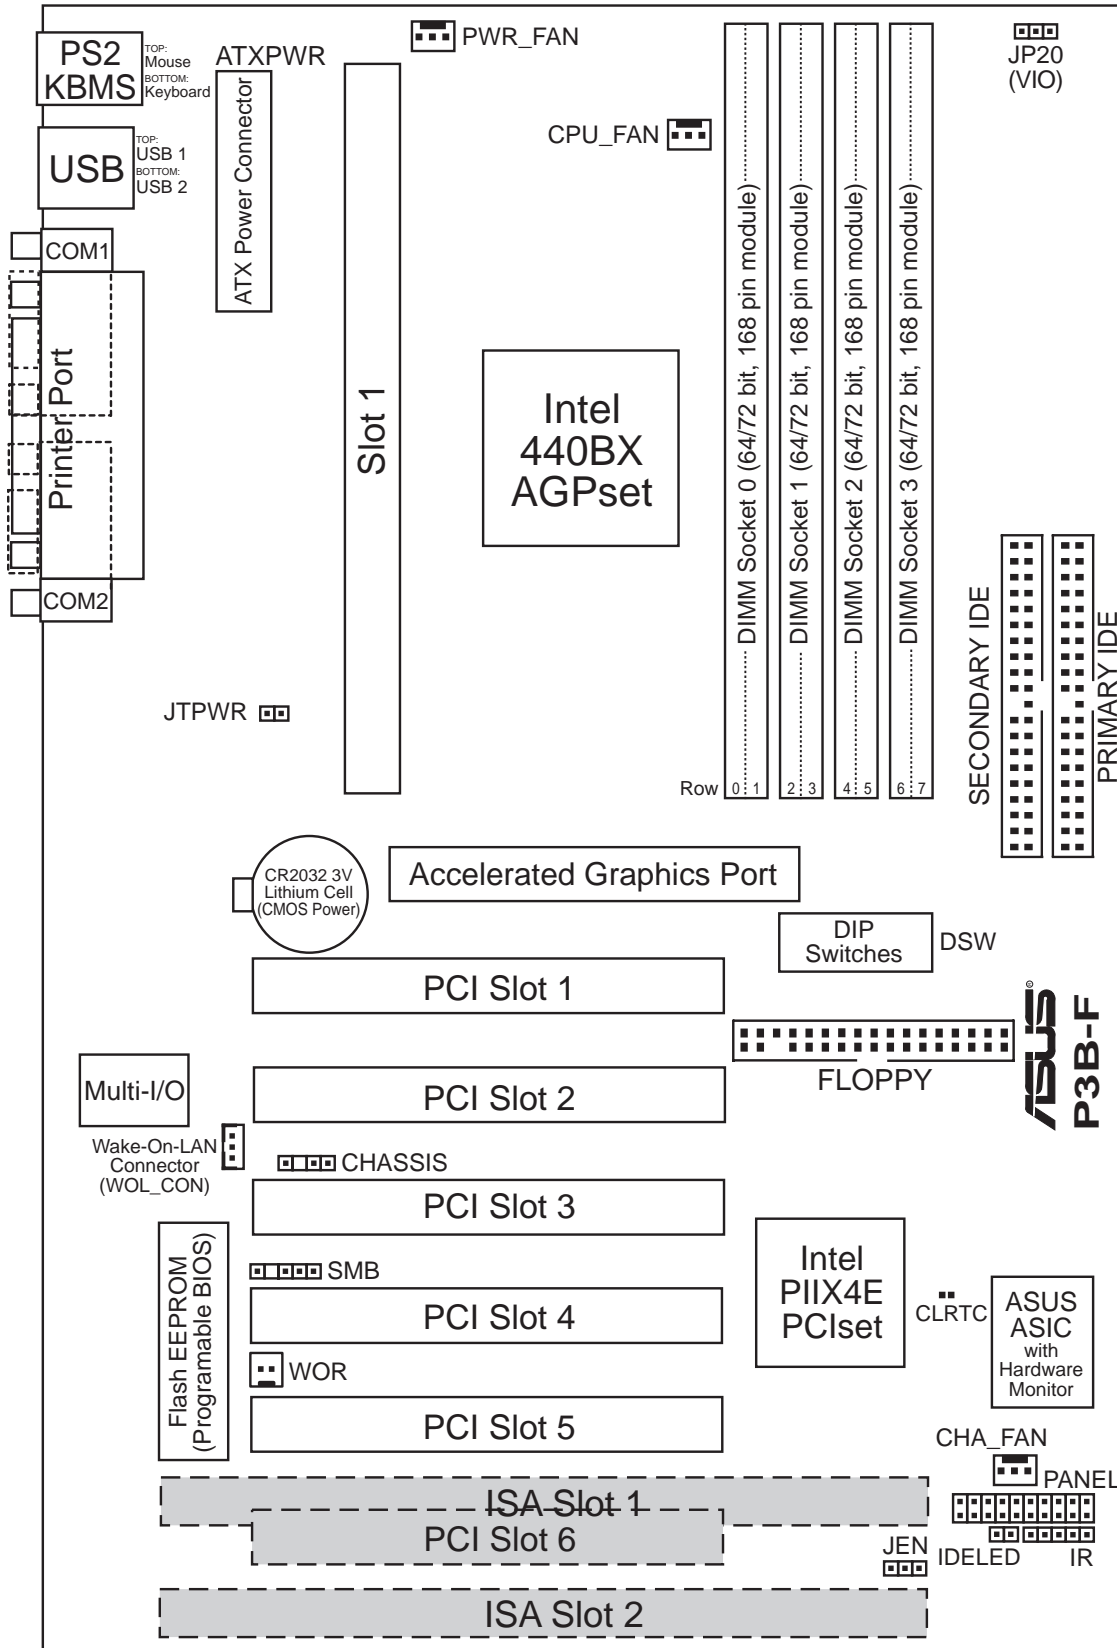 PS2
KBMS
TOP:
Mouse
BOTTOM:
Keyboard
ATXPWR
PWR_FAN
JP20
(VIO)
CPU_FAN
USB
TOP:
USB 1
BOTTOM:
USB 2
ATX Power Connector
COM1
Printer Port
COM2
Slot 1
Intel
440BX
AGPset
DIMM Socket 0 (64/72 bit, 168 pin module)
DIMM Socket 1 (64/72 bit, 168 pin module)
DIMM Socket 2 (64/72 bit, 168 pin module)
DIMM Socket 3 (64/72 bit, 168 pin module)
SECONDARY IDE
PRIMARY IDE
JTPWR
Row 0 1 2 3 4 5 6 7
CR2032 3V
Lithium Cell
(CMOS Power)
Accelerated Graphics Port
DIP
Switches
DSW
PCI Slot 1
FLOPPY
ASUS
P3B-F
Multi-I/O
PCI Slot 2
Wake-On-LAN
Connector
(WOL_CON)
CHASSIS
PCI Slot 3
Flash EEPROM
(Programable BIOS)
SMB
PCI Slot 4
Intel
PIIX4E
PCIset
CLRTC
ASUS
ASIC
with
Hardware
Monitor
WOR
PCI Slot 5
CHA_FAN
PANEL
ISA Slot 1
PCI Slot 6
JEN
IDELED
IR
ISA Slot 2